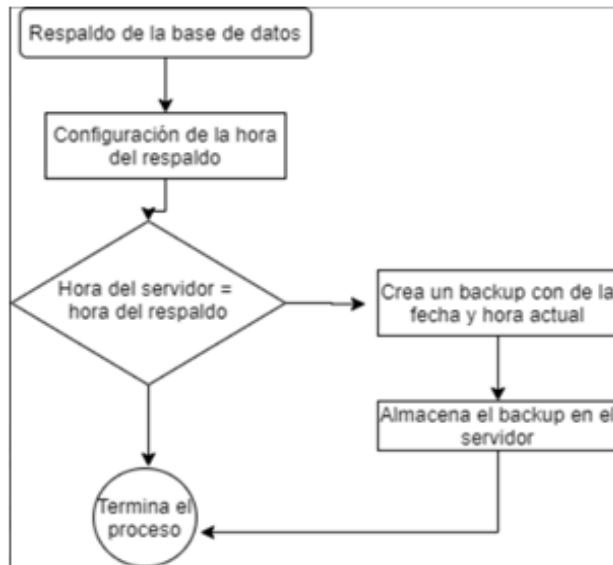 Respaldo de la base de datos
Configuración de la hora
del respaldo
Hora del servidor =
hora del respaldo
Crea un backup con de la
fecha y hora actual
Almacena el backup en el
servidor
Termina el
proceso